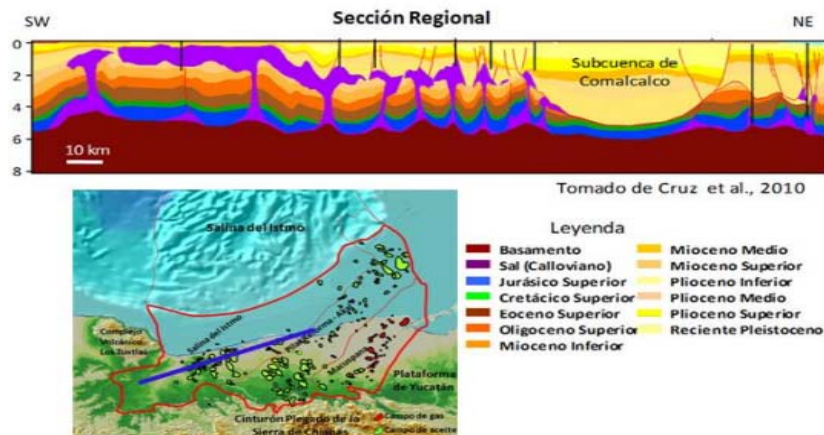 Sección Regional
SW
NE
0
2
4
6
8
10 km
Subcuenca de
Comalcalco
Tomado de Cruz et al., 2010
Salina del Istmo
Salina del Istmo
Complejo
Volcánico
Los Tuxtlas
Macuspana
Plataforma
de Yucatán
Cinturón Plegado de la
Sierra de Chiapas
Campo de gas
Campo de aceite
Leyenda
Basamento
Sal (Calloviano)
Jurásico Superior
Cretácico Superior
Eoceno Superior
Oligoceno Superior
Mioceno Inferior
Mioceno Medio
Mioceno Superior
Plioceno Inferior
Plioceno Medio
Plioceno Superior
Reciente Pleistoceno